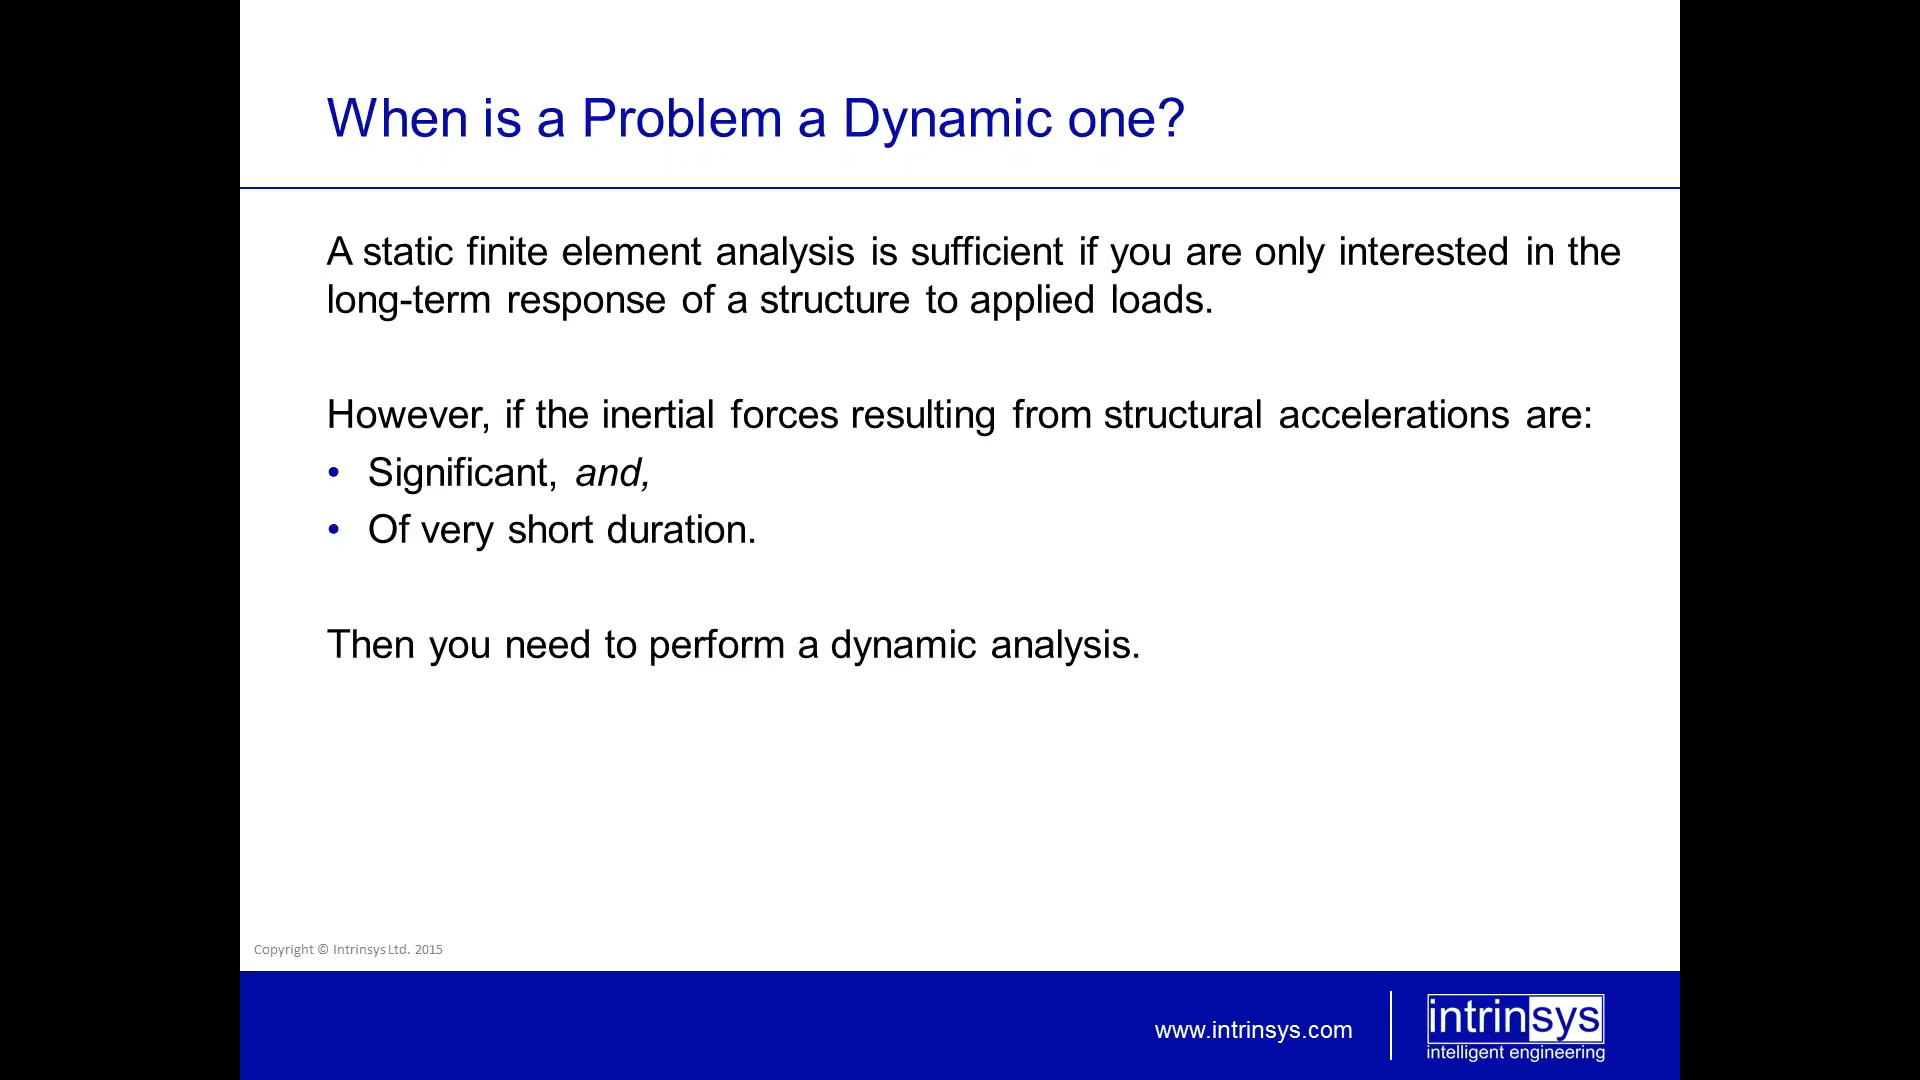 When is a Problem a Dynamic one?
A static finite element analysis is sufficient if you are only interested in the
long-term response of a structure to applied loads.
However, if the inertial forces resulting from structural accelerations are:
• Significant, and,
• Of very short duration.
Then you need to perform a dynamic analysis.
Copyright © Intrinsys Ltd. 2015
www.intrinsys.com
intrinsys
intelligent engineering